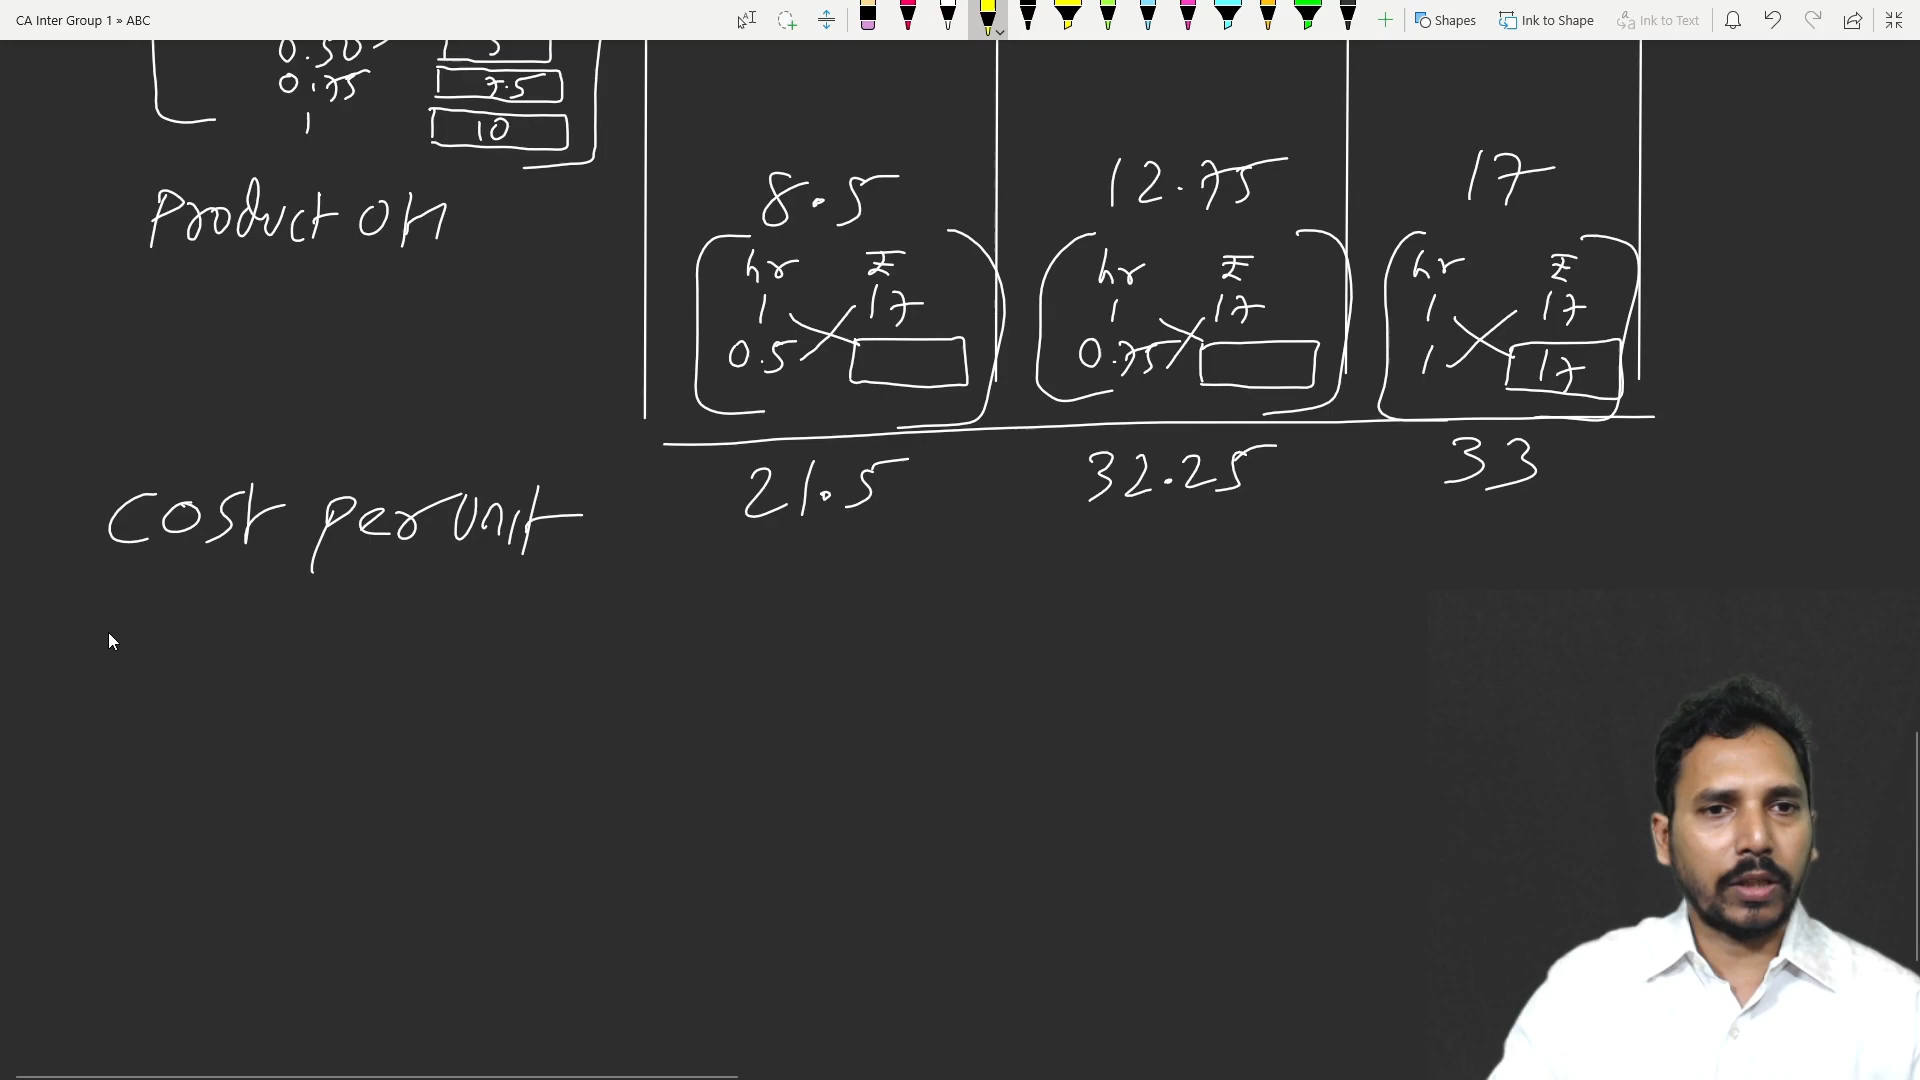 CA Inter Group 1 » ABC
Shapes
Ink to Shape
Ink to Text
0.50
0.75 7.5
1 10
8.5 12.75 17
Product OH
hr ₹ hr ₹ hr ₹
1 17 1 17 1 17
0.5 0.75 1 17
21.5 32.25 33
Cost per unit